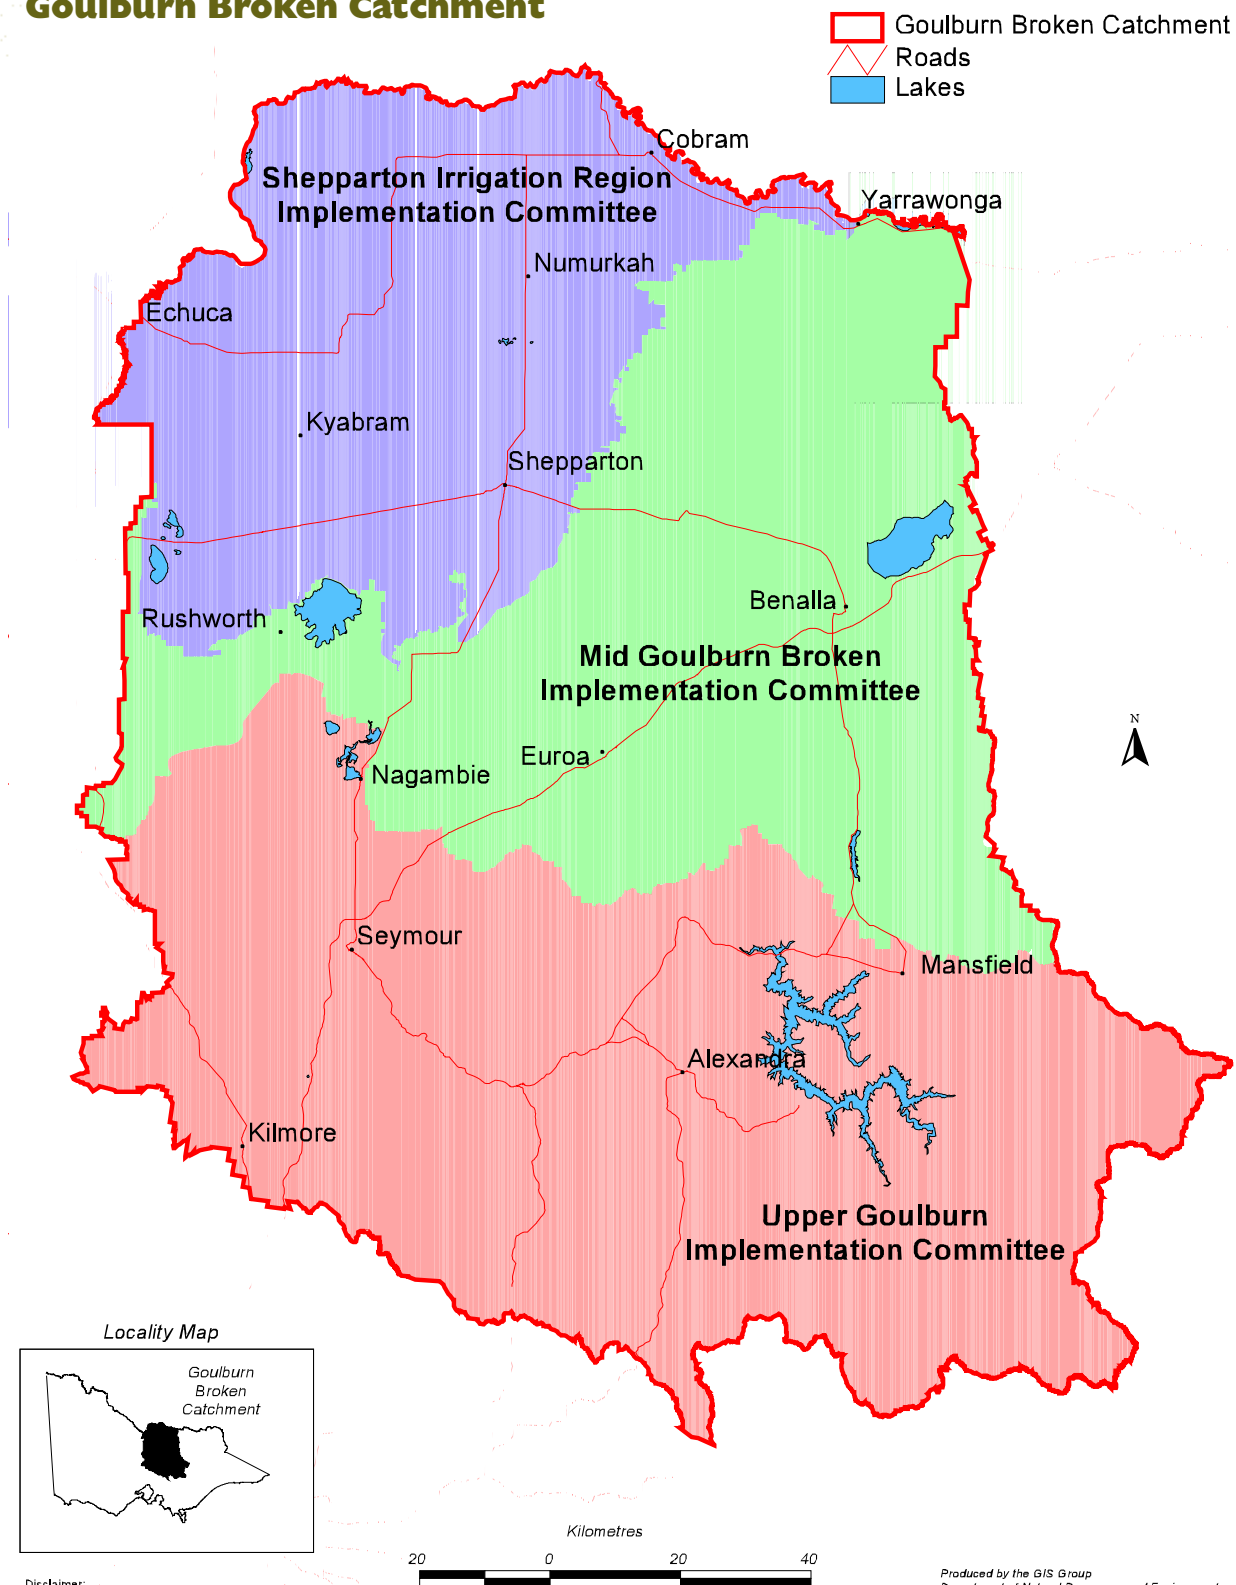 Goulburn Broken Catchment
Goulburn Broken Catchment
Roads
Lakes
Cobram
Shepparton Irrigation Region
Implementation Committee
Yarrawonga
Numurkah
Echuca
Kyabram
Shepparton
Benalla
Rushworth
Mid Goulburn Broken
Implementation Committee
N
Euroa
Nagambie
Seymour
Mansfield
Alexandra
Kilmore
Upper Goulburn
Implementation Committee
Locality Map
Goulburn
Broken
Catchment
Kilometres
20 0 20 40
Produced by the GIS Group
Disclaimer: